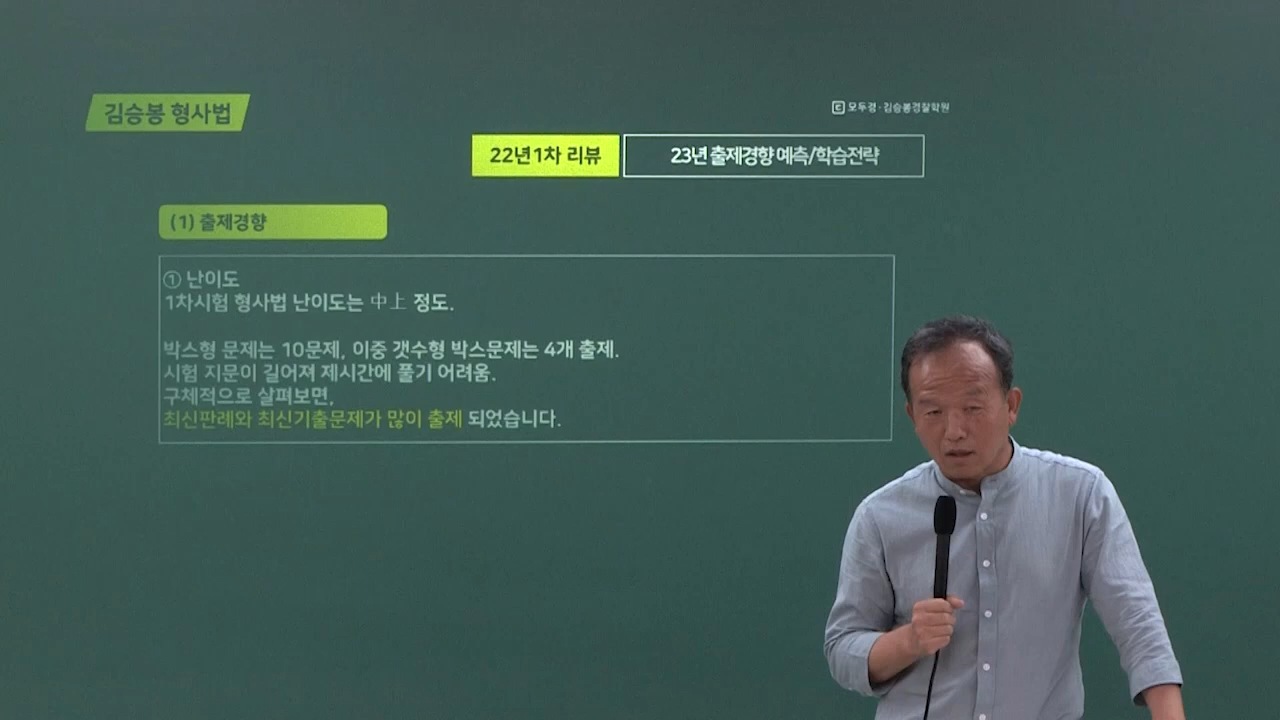 김승봉 형사법
모두경·김승봉경찰학원
22년1차 리뷰
23년 출제경향 예측/학습전략
(1) 출제경향
① 난이도
1차시험 형사법 난이도는 中上 정도.
박스형 문제는 10문제, 이중 갯수형 박스문제는 4개 출제.
시험 지문이 길어져 제시간에 풀기 어려움.
구체적으로 살펴보면,
최신판례와 최신기출문제가 많이 출제 되었습니다.